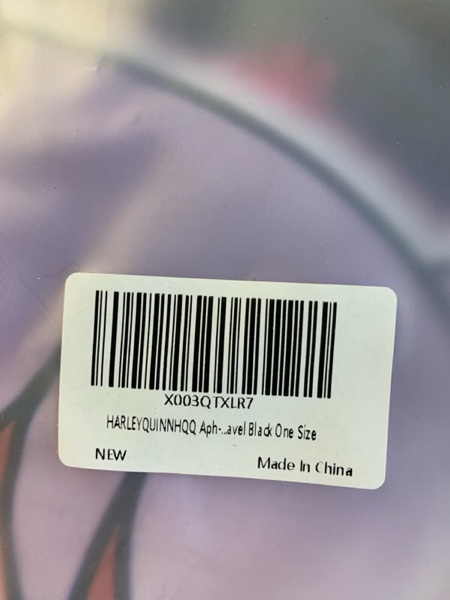 X003QTXLR7
HARLEYQUINNHQQ Aph-...avel Black One Size
NEW
Made In China